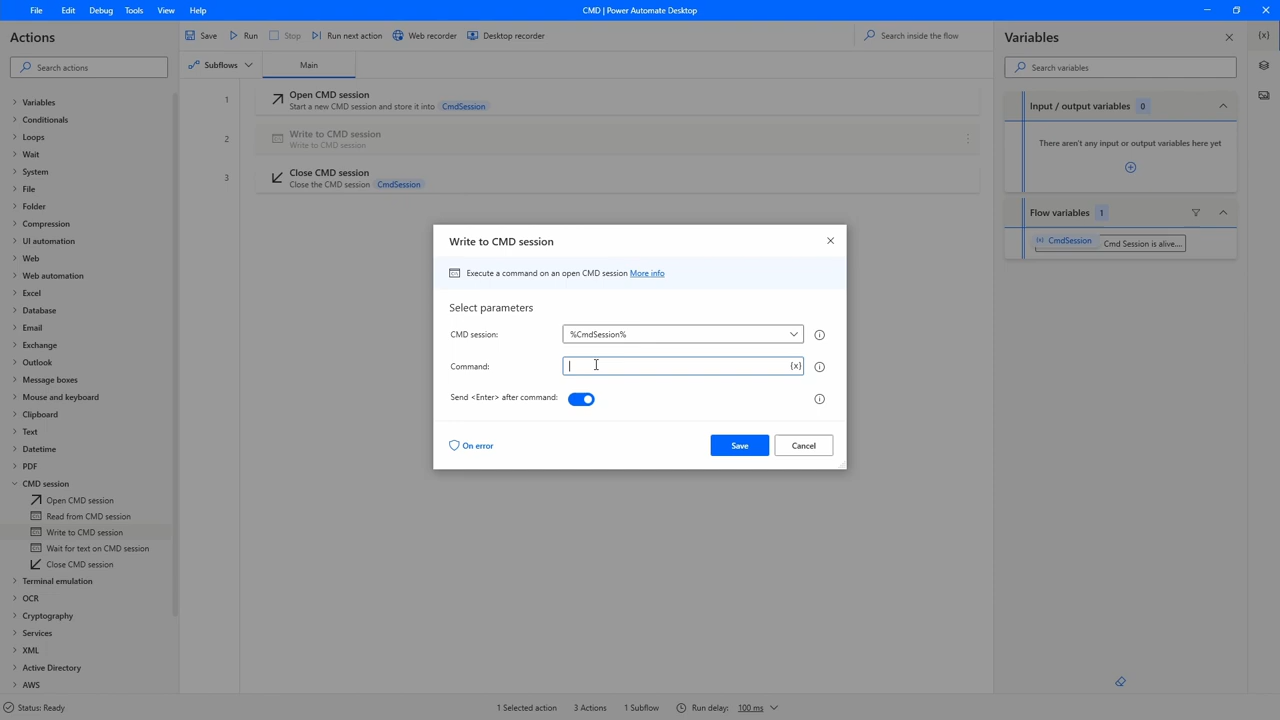 File Edit Debug Tools View Help
CMD | Power Automate Desktop
Actions
Search actions
Variables
Conditionals
Loops
Wait
System
File
Folder
Compression
UI automation
Web
Web automation
Excel
Database
Email
Exchange
Outlook
Message boxes
Mouse and keyboard
Clipboard
Text
Datetime
PDF
CMD session
Open CMD session
Read from CMD session
Write to CMD session
Wait for text on CMD session
Close CMD session
Terminal emulation
OCR
Cryptography
Services
XML
Active Directory
AWS
Save Run Stop Run next action Web recorder Desktop recorder
Search inside the flow
Subflows Main
1 Open CMD session
Start a new CMD session and store it into CmdSession
2 Write to CMD session
Write to CMD session
3 Close CMD session
Close the CMD session CmdSession
Write to CMD session
Execute a command on an open CMD session More info
Select parameters
CMD session: %CmdSession%
Command: {x}
Send <Enter> after command:
On error
Save Cancel
Variables
{x}
Search variables
Input / output variables 0
There aren't any input or output variables here yet
Flow variables 1
CmdSession Cmd Session is alive....
Status: Ready 1 Selected action 3 Actions 1 Subflow Run delay: 100 ms